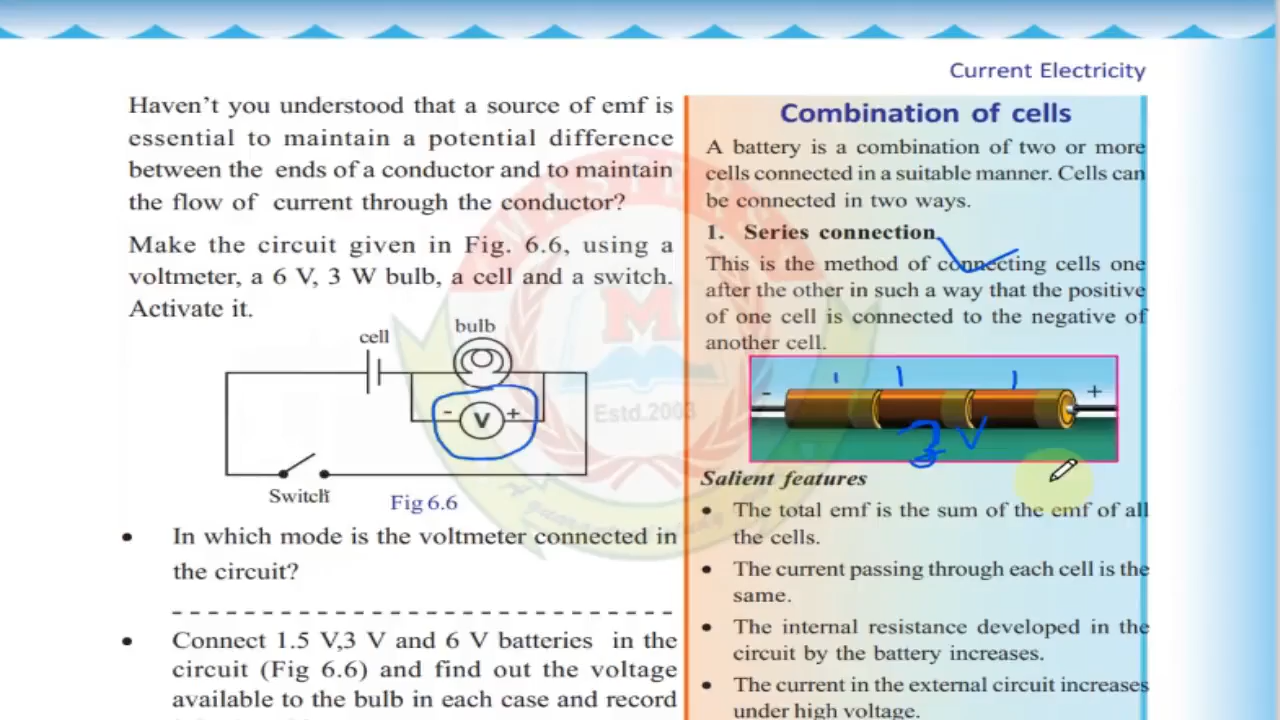 Current Electricity
Haven't you understood that a source of emf is
essential to maintain a potential difference
between the ends of a conductor and to maintain
the flow of current through the conductor?
Make the circuit given in Fig. 6.6, using a
voltmeter, a 6 V, 3 W bulb, a cell and a switch.
Activate it.
cell
bulb
- V +
Switch
Fig 6.6
• In which mode is the voltmeter connected in
the circuit?
• Connect 1.5 V,3 V and 6 V batteries in the
circuit (Fig 6.6) and find out the voltage
available to the bulb in each case and record
Combination of cells
A battery is a combination of two or more
cells connected in a suitable manner. Cells can
be connected in two ways.
1. Series connection
This is the method of connecting cells one
after the other in such a way that the positive
of one cell is connected to the negative of
another cell.
- 1 1 1 +
3 V
Salient features
• The total emf is the sum of the emf of all
the cells.
• The current passing through each cell is the
same.
• The internal resistance developed in the
circuit by the battery increases.
• The current in the external circuit increases
under high voltage.
M
Estd.2003